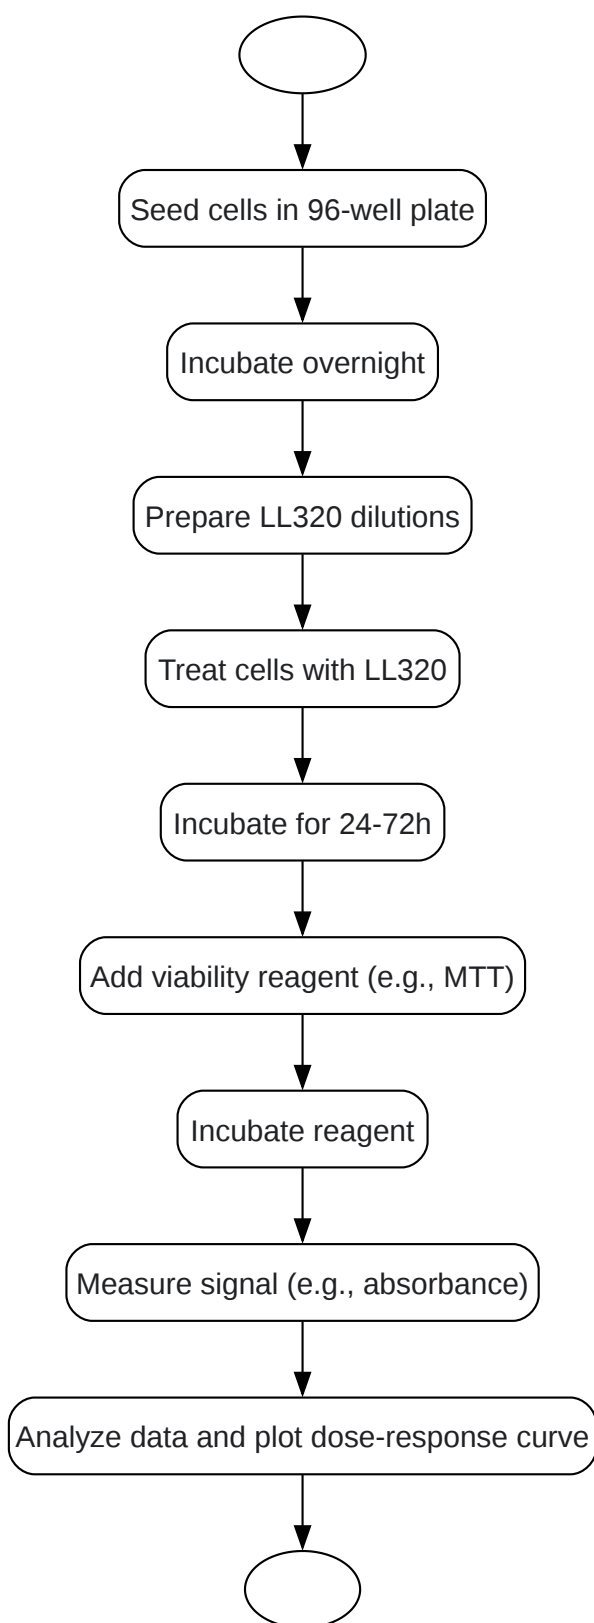 Seed cells in 96-well plate
Incubate overnight
Prepare LL320 dilutions
Treat cells with LL320
Incubate for 24-72h
Add viability reagent (e.g., MTT)
Incubate reagent
Measure signal (e.g., absorbance)
Analyze data and plot dose-response curve